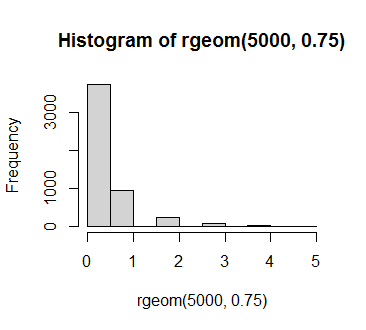 Histogram of rgeom(5000, 0.75)
Frequency
3000
1000
0
0 1 2 3 4 5
rgeom(5000, 0.75)